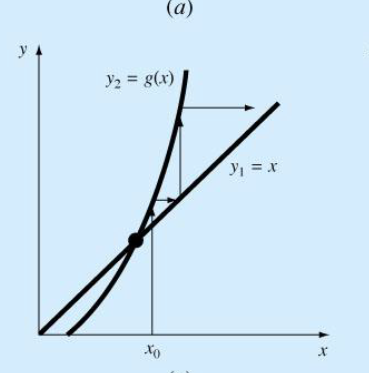 (a)
y
y₂ = g(x)
y₁ = x
x₀
x